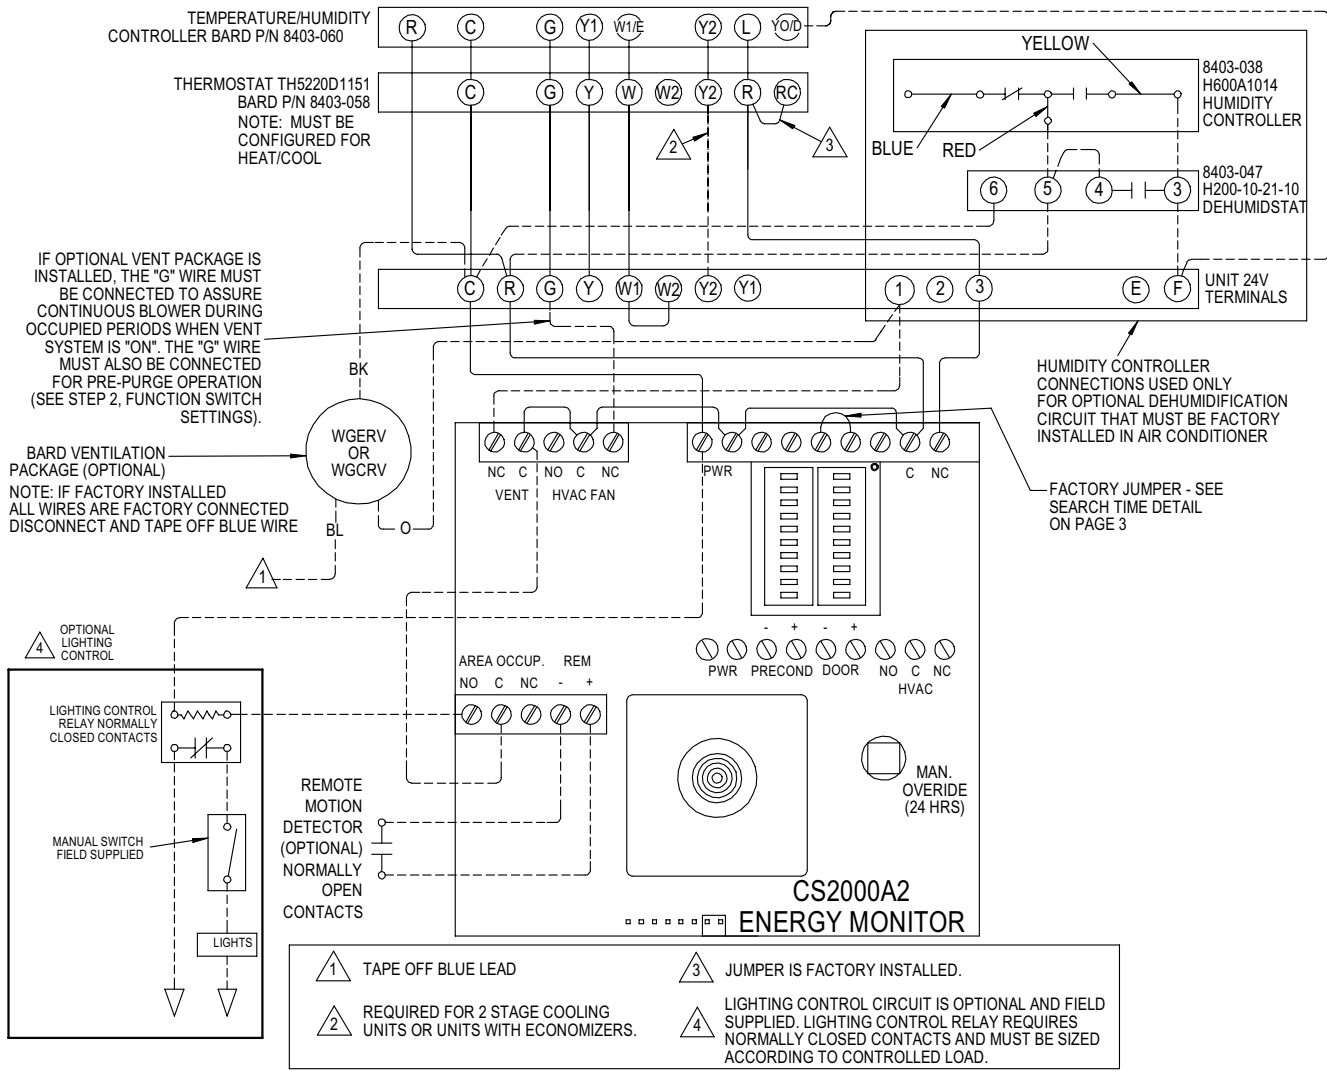 TEMPERATURE/HUMIDITY
CONTROLLER BARD P/N 8403-060
R C G Y1 W1/E Y2 L YO/D
THERMOSTAT TH5220D1151
BARD P/N 8403-058
NOTE: MUST BE
CONFIGURED FOR
HEAT/COOL
C G Y W W2 Y2 R RC
2
3
YELLOW
BLUE
RED
8403-038
H600A1014
HUMIDITY
CONTROLLER
6 5 4 3
8403-047
H200-10-21-10
DEHUMIDSTAT
C R G Y W1 W2 Y2 Y1 1 2 3 E F
UNIT 24V
TERMINALS
IF OPTIONAL VENT PACKAGE IS
INSTALLED, THE "G" WIRE MUST
BE CONNECTED TO ASSURE
CONTINUOUS BLOWER DURING
OCCUPIED PERIODS WHEN VENT
SYSTEM IS "ON". THE "G" WIRE
MUST ALSO BE CONNECTED
FOR PRE-PURGE OPERATION
(SEE STEP 2, FUNCTION SWITCH
SETTINGS).
HUMIDITY CONTROLLER
CONNECTIONS USED ONLY
FOR OPTIONAL DEHUMIDIFICATION
CIRCUIT THAT MUST BE FACTORY
INSTALLED IN AIR CONDITIONER
BK
WGERV
OR
WGCRV
BL
O
BARD VENTILATION
PACKAGE (OPTIONAL)
NOTE: IF FACTORY INSTALLED
ALL WIRES ARE FACTORY CONNECTED
DISCONNECT AND TAPE OFF BLUE WIRE
1
NC C NO C NC
VENT HVAC FAN
PWR C NC
FACTORY JUMPER - SEE
SEARCH TIME DETAIL
ON PAGE 3
- + - +
PWR PRECOND DOOR NO C NC
HVAC
4
OPTIONAL
LIGHTING
CONTROL
LIGHTING CONTROL
RELAY NORMALLY
CLOSED CONTACTS
MANUAL SWITCH
FIELD SUPPLIED
LIGHTS
AREA OCCUP. REM
NO C NC - +
REMOTE
MOTION
DETECTOR
(OPTIONAL)
NORMALLY
OPEN
CONTACTS
MAN.
OVERIDE
(24 HRS)
CS2000A2
ENERGY MONITOR
1 TAPE OFF BLUE LEAD
2 REQUIRED FOR 2 STAGE COOLING
UNITS OR UNITS WITH ECONOMIZERS.
3 JUMPER IS FACTORY INSTALLED.
4 LIGHTING CONTROL CIRCUIT IS OPTIONAL AND FIELD
SUPPLIED. LIGHTING CONTROL RELAY REQUIRES
NORMALLY CLOSED CONTACTS AND MUST BE SIZED
ACCORDING TO CONTROLLED LOAD.